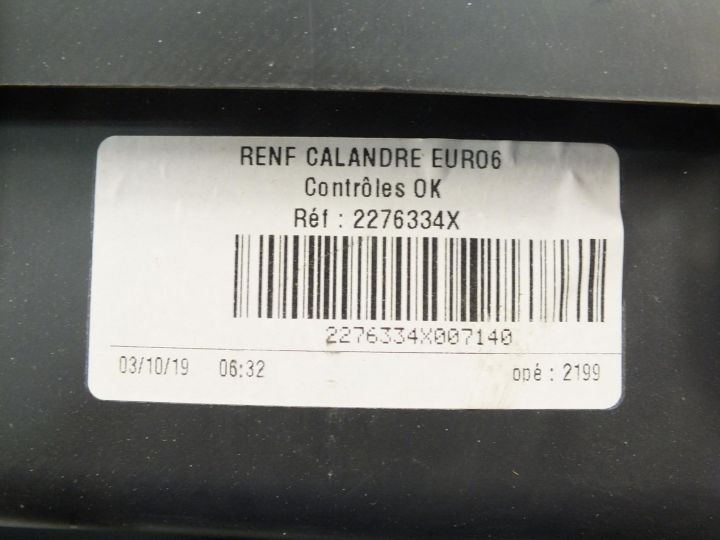 RENF CALANDRE EURO6
Contrôles OK
Réf : 2276334X
2276334X007140
03/10/19 06:32 opé : 2199